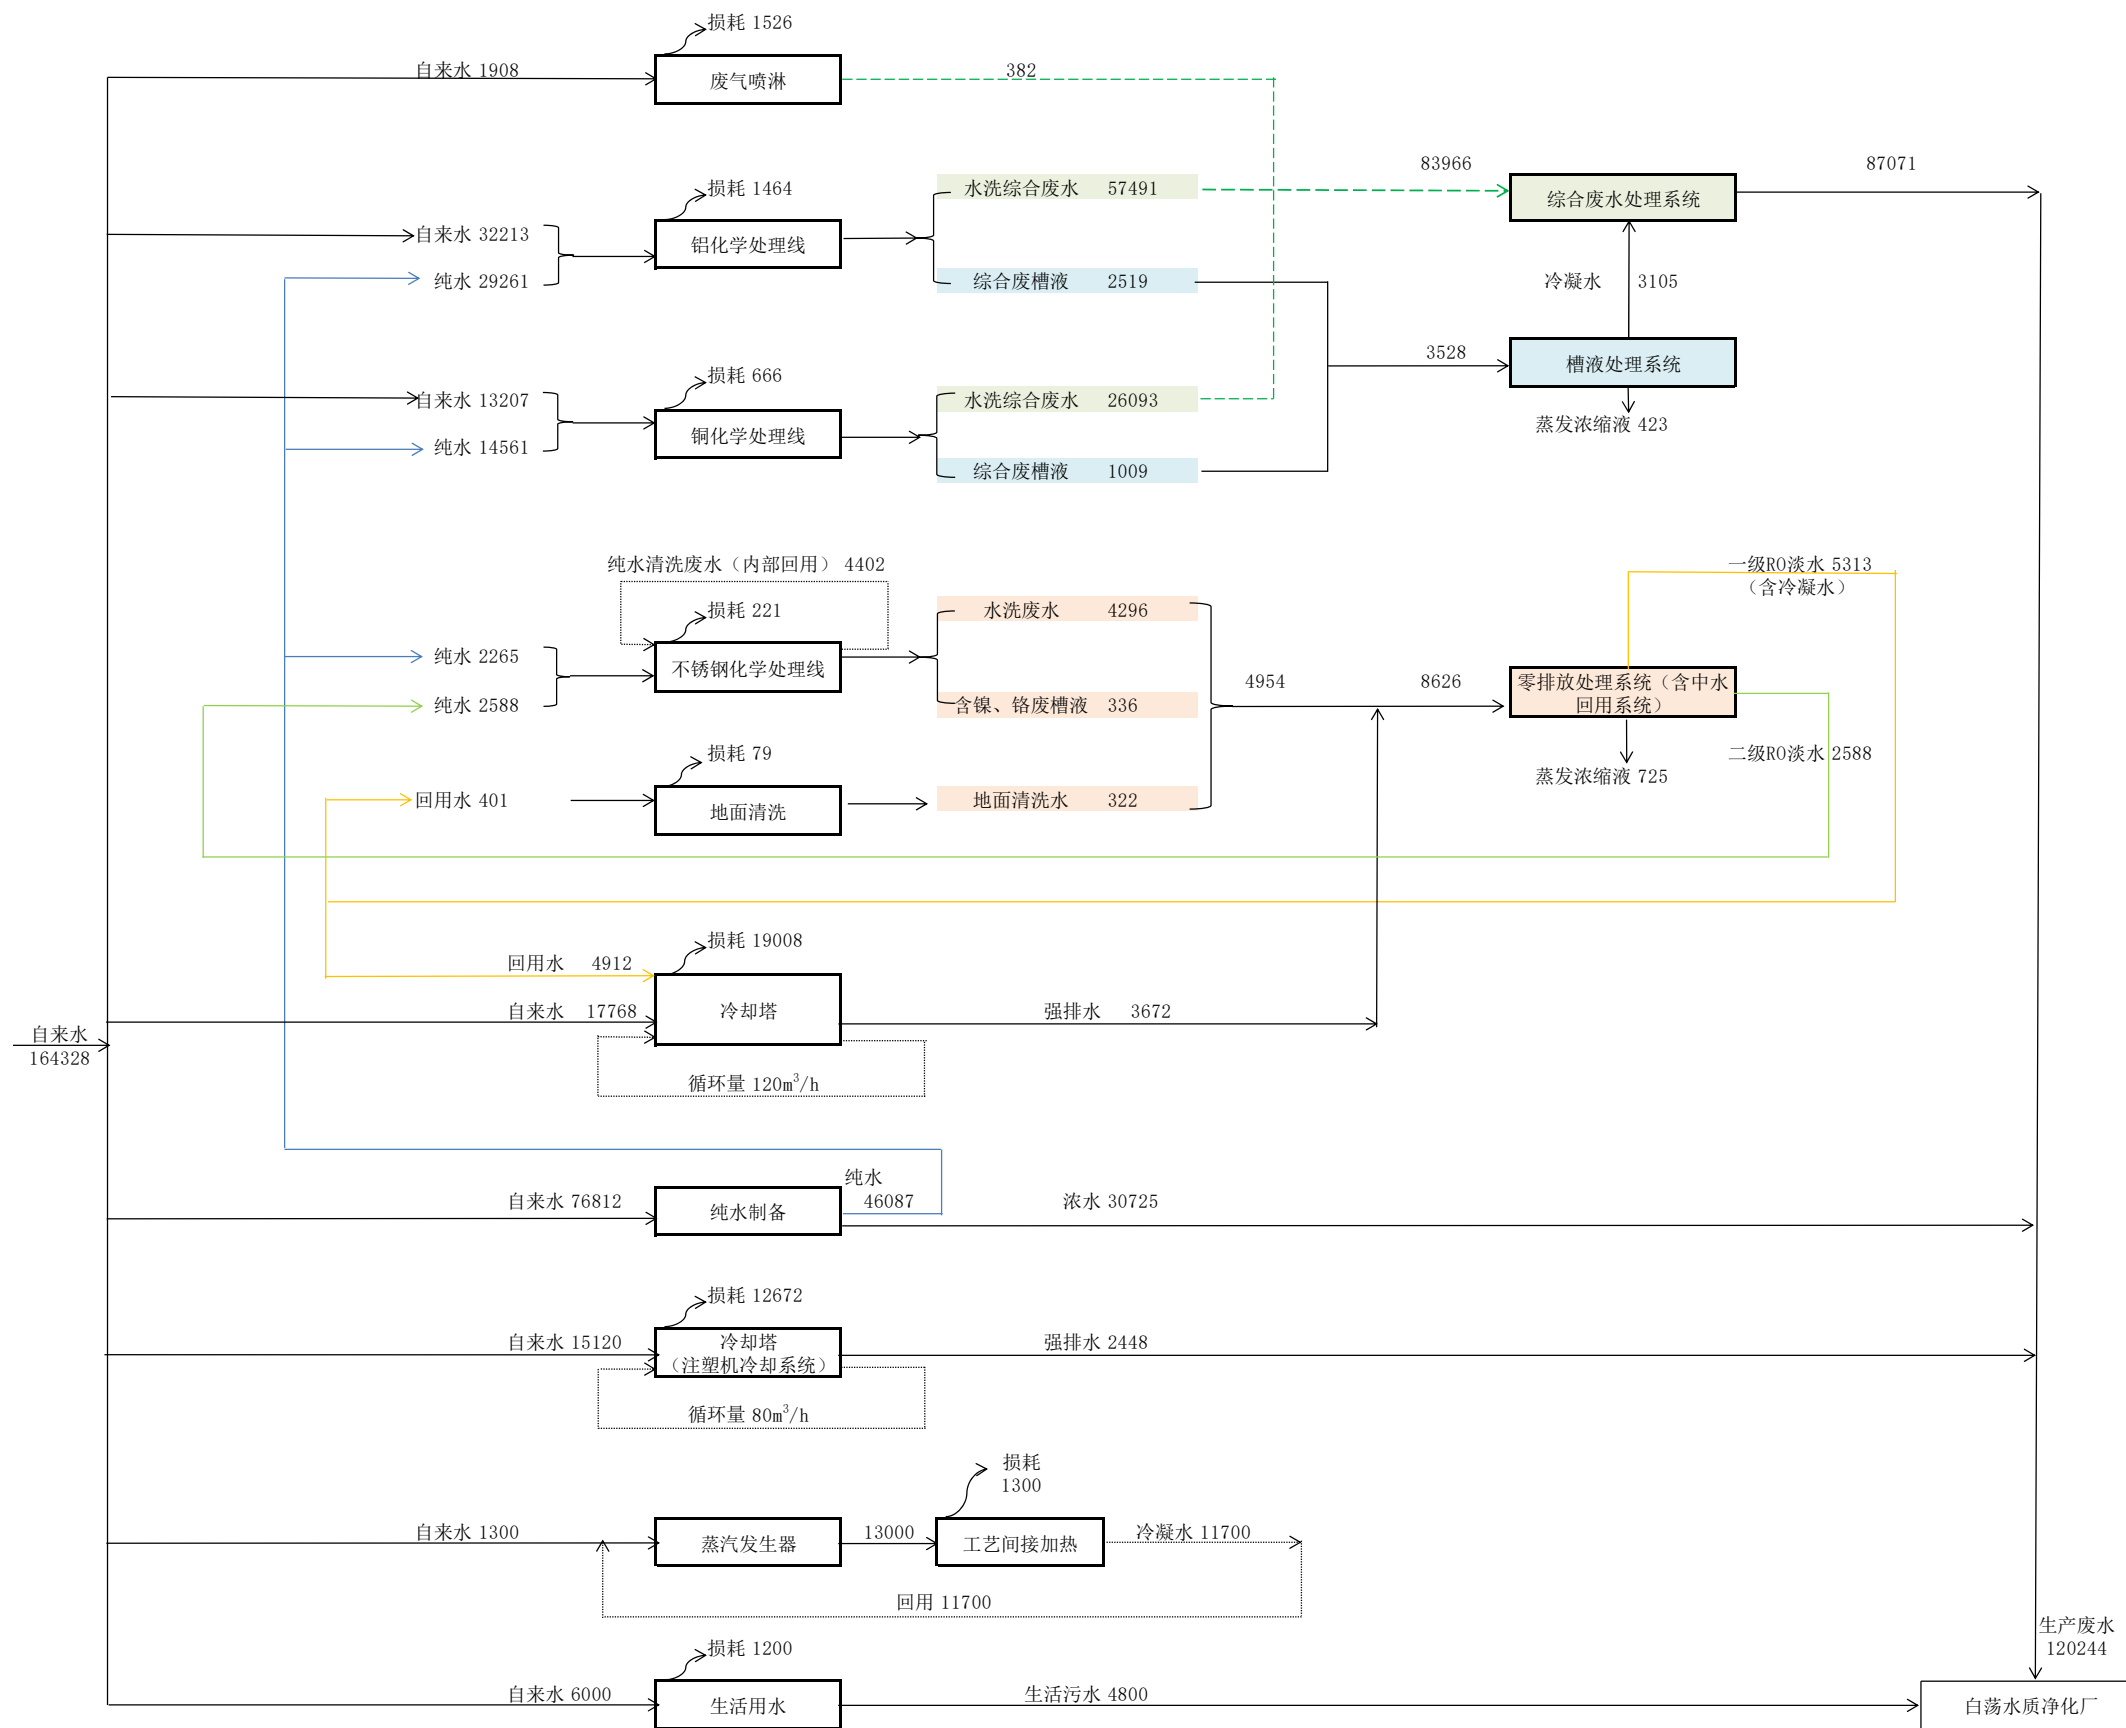 损耗 1526
自来水 1908
废气喷淋
382
83966
87071
损耗 1464
水洗综合废水 57491
综合废水处理系统
自来水 32213
铝化学处理线
纯水 29261
综合废槽液 2519
冷凝水 3105
3528
槽液处理系统
损耗 666
自来水 13207
水洗综合废水 26093
蒸发浓缩液 423
铜化学处理线
纯水 14561
综合废槽液 1009
纯水清洗废水（内部回用） 4402
一级RO淡水 5313
（含冷凝水）
损耗 221
水洗废水 4296
纯水 2265
不锈钢化学处理线
4954
8626
零排放处理系统（含中水
回用系统）
纯水 2588
含镍、铬废槽液 336
损耗 79
二级RO淡水 2588
蒸发浓缩液 725
回用水 401
地面清洗
地面清洗水 322
损耗 19008
回用水 4912
自来水 17768
冷却塔
强排水 3672
自来水
164328
循环量 120m³/h
纯水
46087
自来水 76812
纯水制备
浓水 30725
损耗 12672
自来水 15120
冷却塔
（注塑机冷却系统）
强排水 2448
循环量 80m³/h
损耗
1300
自来水 1300
蒸汽发生器
13000
工艺间接加热
冷凝水 11700
回用 11700
生产废水
120244
损耗 1200
自来水 6000
生活用水
生活污水 4800
白荡水质净化厂